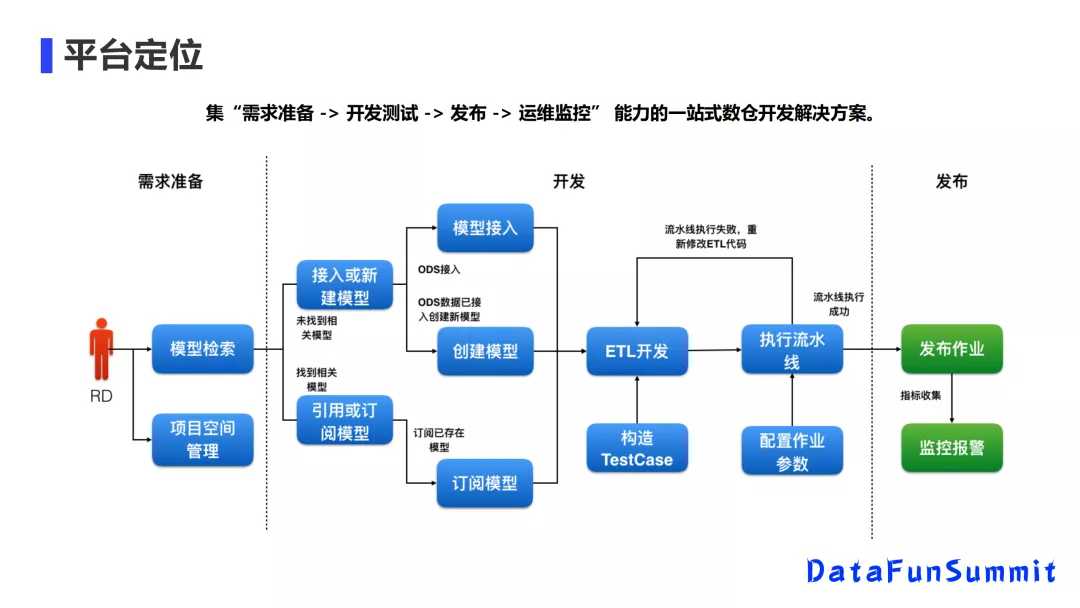 平台定位
集“需求准备 -> 开发测试 -> 发布 -> 运维监控” 能力的一站式数仓开发解决方案。
需求准备
开发
发布
RD
模型检索
项目空间
管理
接入或新
建模型
未找到相
关模型
找到相关
模型
引用或订
阅模型
模型接入
ODS接入
ODS数据已接
入创建新模型
创建模型
订阅已存在
模型
订阅模型
流水线执行失败，重
新修改ETL代码
ETL开发
构造
TestCase
执行流水
线
配置作业
参数
流水线执行
成功
发布作业
指标收集
监控报警
DataFunSummit